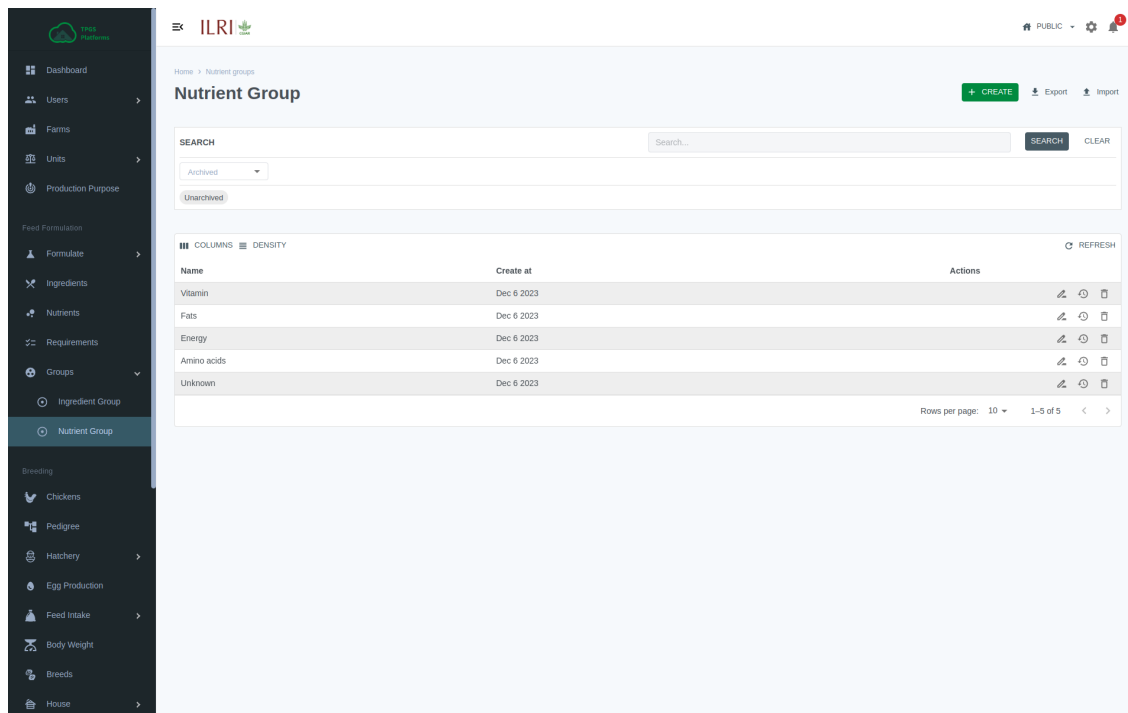 TPGS
Platforms
ILRI
CGIAR
PUBLIC
1
Dashboard
Users
Farms
Units
Production Purpose
Feed Formulation
Formulate
Ingredients
Nutrients
Requirements
Groups
Ingredient Group
Nutrient Group
Breeding
Chickens
Pedigree
Hatchery
Egg Production
Feed Intake
Body Weight
Breeds
House
Home > Nutrient groups
Nutrient Group
+ CREATE Export Import
SEARCH Search... SEARCH CLEAR
Archived
Unarchived
COLUMNS DENSITY REFRESH
Name Create at Actions
Vitamin Dec 6 2023
Fats Dec 6 2023
Energy Dec 6 2023
Amino acids Dec 6 2023
Unknown Dec 6 2023
Rows per page: 10 1–5 of 5